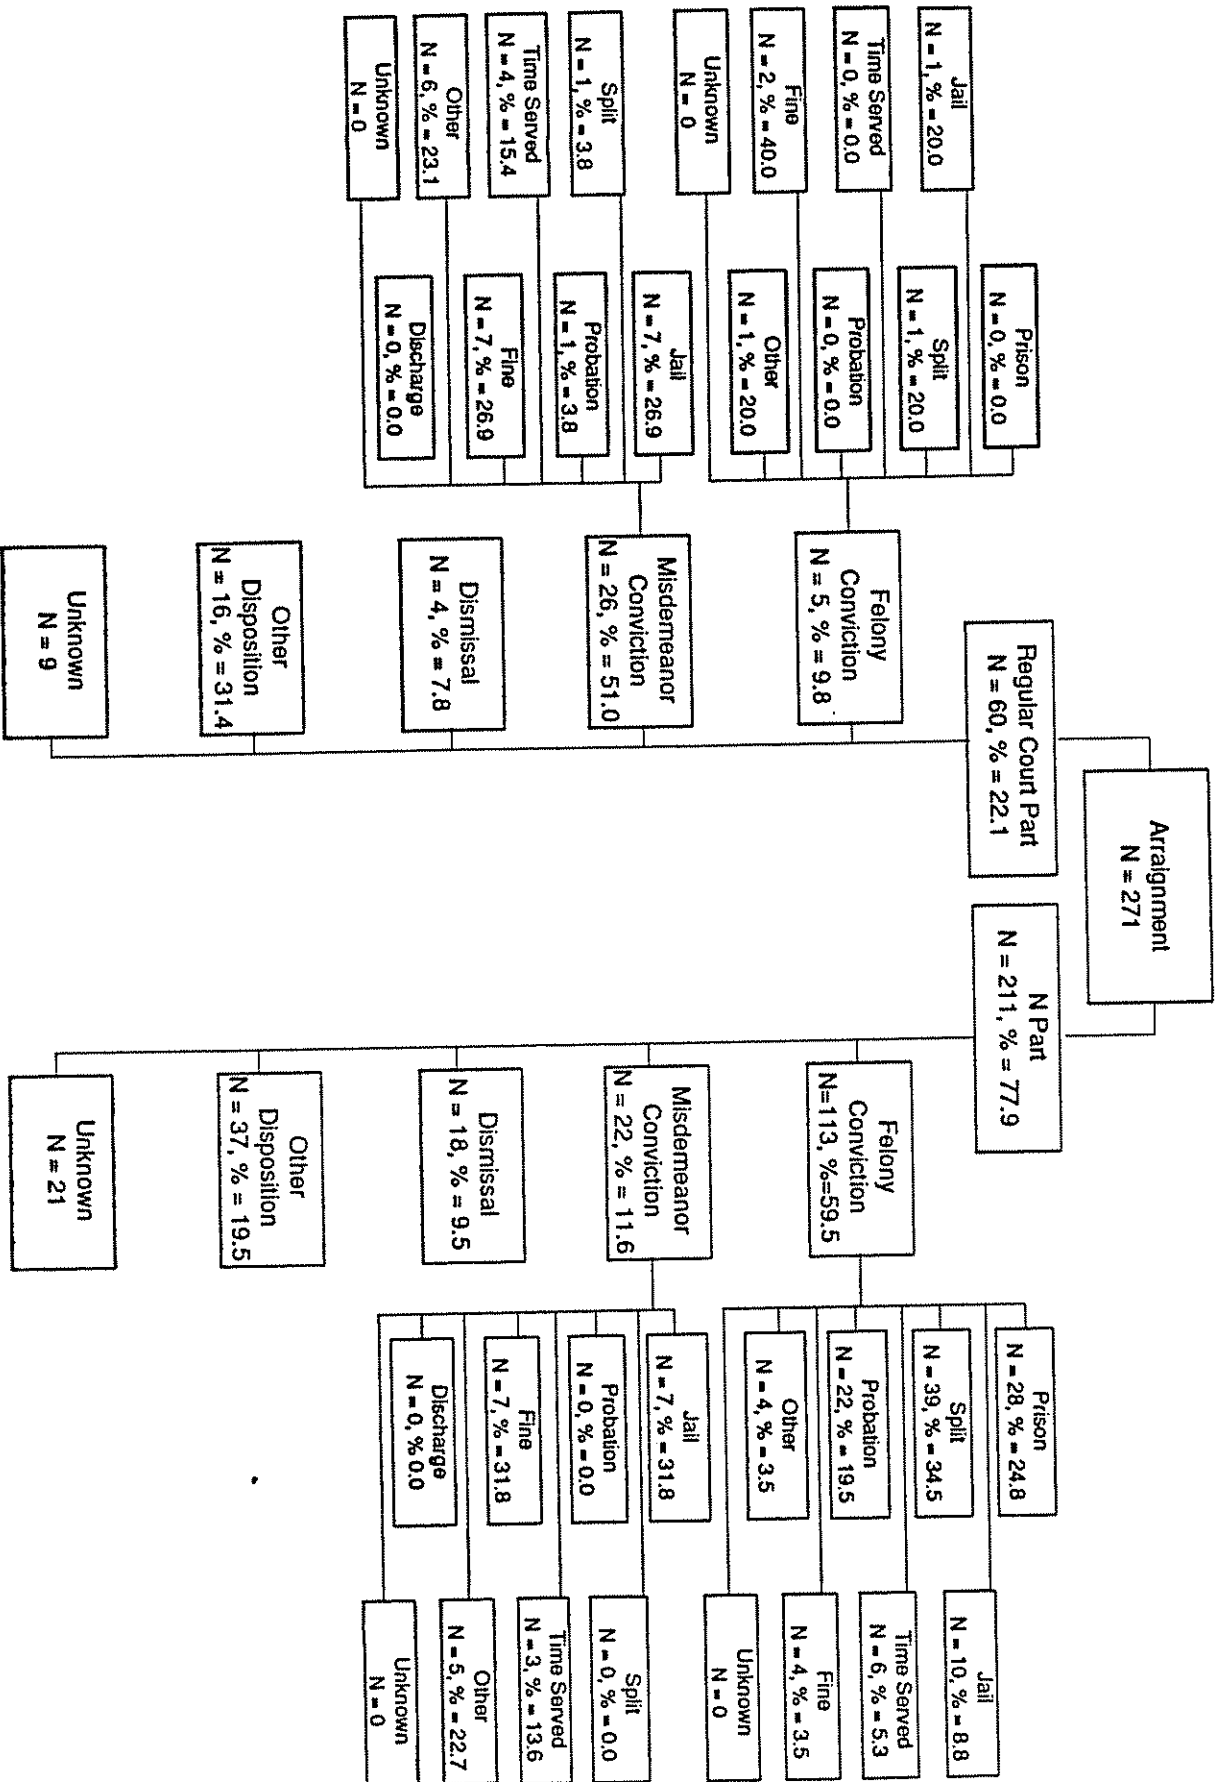 Arraignment
N = 271
Regular Court Part
N = 60, % = 22.1
N Part
N = 211, % = 77.9
Felony
Conviction
N = 5, % = 9.8
Prison
N = 0, % = 0.0
Jail
N = 1, % = 20.0
Split
N = 1, % = 20.0
Time Served
N = 0, % = 0.0
Probation
N = 0, % = 0.0
Fine
N = 2, % = 40.0
Other
N = 1, % = 20.0
Unknown
N = 0
Misdemeanor
Conviction
N = 26, % = 51.0
Jail
N = 7, % = 26.9
Split
N = 1, % = 3.8
Probation
N = 1, % = 3.8
Time Served
N = 4, % = 15.4
Fine
N = 7, % = 26.9
Other
N = 6, % = 23.1
Discharge
N = 0, % = 0.0
Unknown
N = 0
Dismissal
N = 4, % = 7.8
Other
Disposition
N = 16, % = 31.4
Unknown
N = 9
Felony
Conviction
N=113, %=59.5
Prison
N = 28, % = 24.8
Jail
N = 10, % = 8.8
Split
N = 39, % = 34.5
Time Served
N = 6, % = 5.3
Probation
N = 22, % = 19.5
Fine
N = 4, % = 3.5
Other
N = 4, % = 3.5
Unknown
N = 0
Misdemeanor
Conviction
N = 22, % = 11.6
Jail
N = 7, % = 31.8
Split
N = 0, % = 0.0
Probation
N = 0, % = 0.0
Time Served
N = 3, % = 13.6
Fine
N = 7, % = 31.8
Other
N = 5, % = 22.7
Discharge
N = 0, % 0.0
Unknown
N = 0
Dismissal
N = 18, % = 9.5
Other
Disposition
N = 37, % = 19.5
Unknown
N = 21